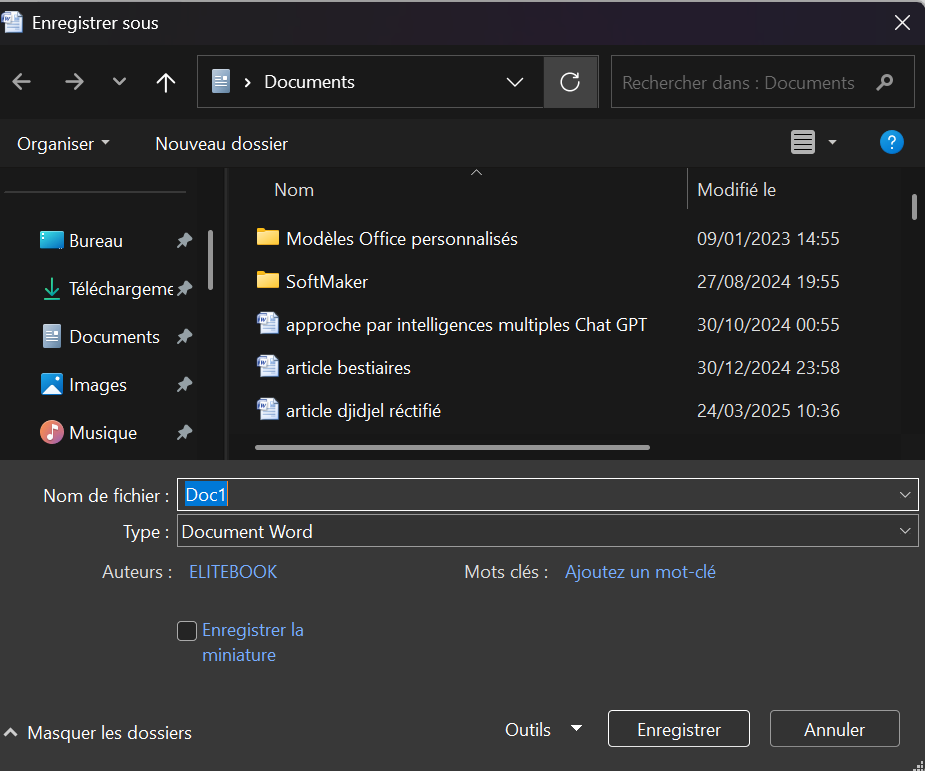 Enregistrer sous
Documents
Rechercher dans : Documents
Organiser
Nouveau dossier
?
Nom
Modifié le
Bureau
Téléchargeme
Documents
Images
Musique
Modèles Office personnalisés 09/01/2023 14:55
SoftMaker 27/08/2024 19:55
approche par intelligences multiples Chat GPT 30/10/2024 00:55
article bestiaires 30/12/2024 23:58
article djidjel réctifié 24/03/2025 10:36
Nom de fichier : Doc1
Type : Document Word
Auteurs : ELITEBOOK
Mots clés : Ajoutez un mot-clé
Enregistrer la
miniature
Masquer les dossiers
Outils
Enregistrer
Annuler